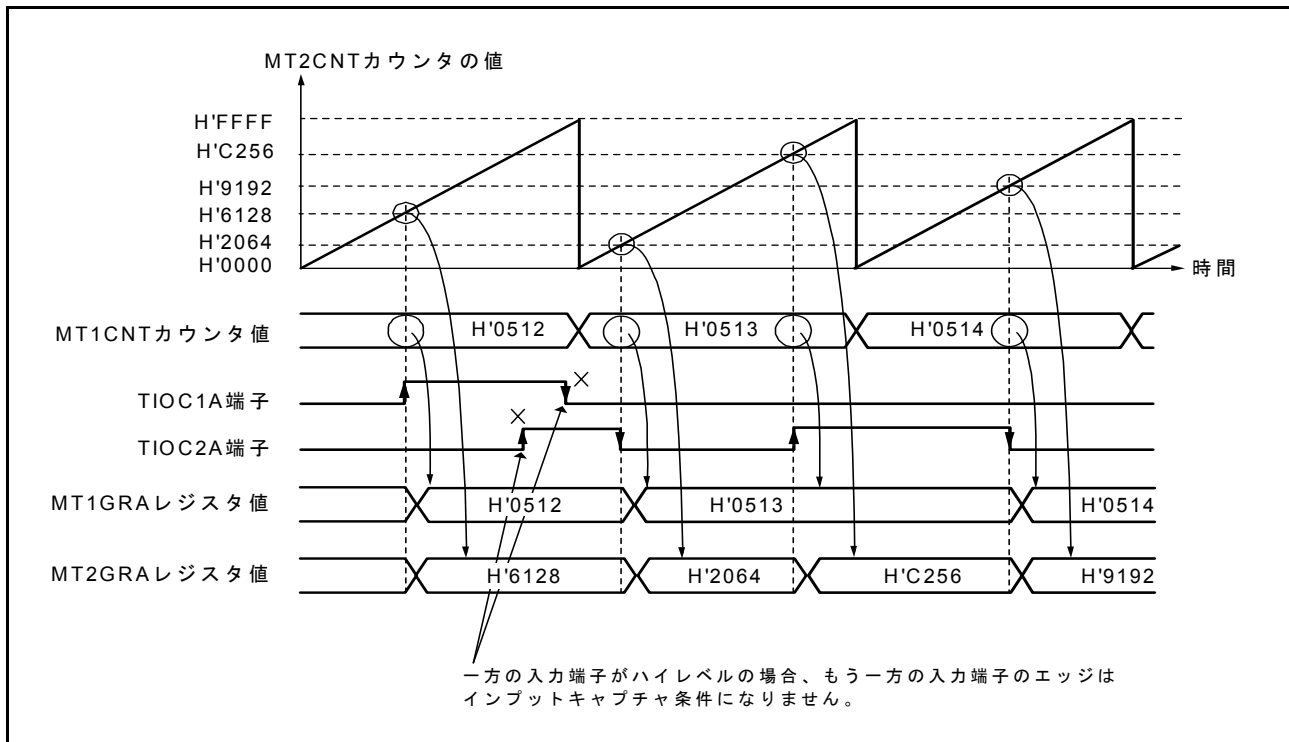 MT2CNTカウンタの値
H'FFFF
H'C256
H'9192
H'6128
H'2064
H'0000
時間
MT1CNTカウンタ値
H'0512
H'0513
H'0514
TIOC1A端子
TIOC2A端子
MT1GRAレジスタ値
H'0512
H'0513
H'0514
MT2GRAレジスタ値
H'6128
H'2064
H'C256
H'9192
一方の入力端子がハイレベルの場合、もう一方の入力端子のエッジは
インプットキャプチャ条件になりません。